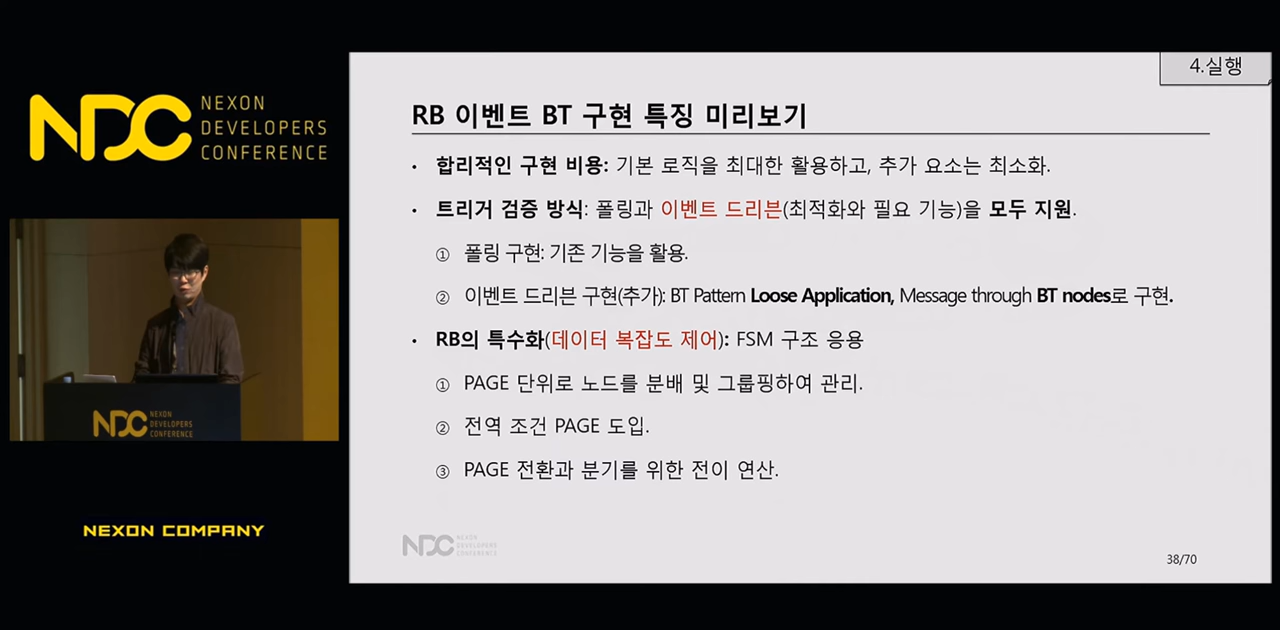 NDC NEXON
DEVELOPERS
CONFERENCE
NDC NEXON
DEVELOPERS
CONFERENCE
NEXON COMPANY
4.실행
RB 이벤트 BT 구현 특징 미리보기
• 합리적인 구현 비용: 기본 로직을 최대한 활용하고, 추가 요소는 최소화.
• 트리거 검증 방식: 폴링과 이벤트 드리븐(최적화와 필요 기능)을 모두 지원.
① 폴링 구현: 기존 기능을 활용.
② 이벤트 드리븐 구현(추가): BT Pattern Loose Application, Message through BT nodes로 구현.
• RB의 특수화(데이터 복잡도 제어): FSM 구조 응용
① PAGE 단위로 노드를 분배 및 그룹핑하여 관리.
② 전역 조건 PAGE 도입.
③ PAGE 전환과 분기를 위한 전이 연산.
NDC NEXON
DEVELOPERS
CONFERENCE
38/70